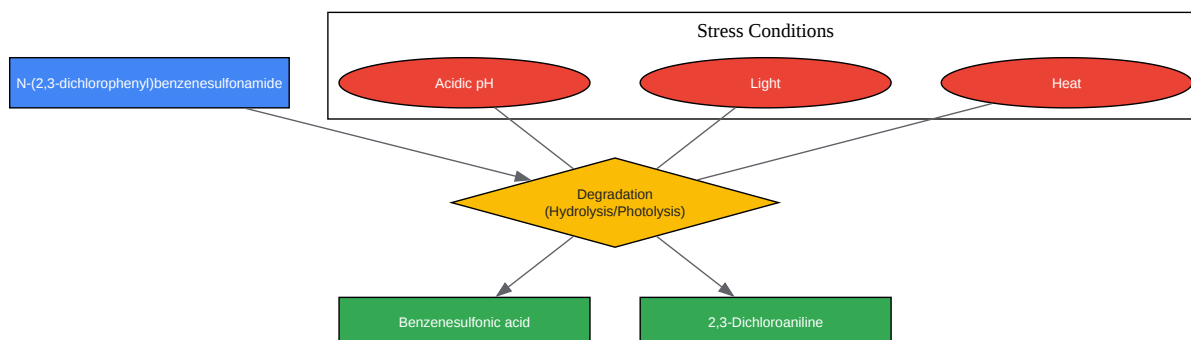 Stress Conditions
N-(2,3-dichlorophenyl)benzenesulfonamide
Acidic pH
Light
Heat
Degradation
(Hydrolysis/Photolysis)
Benzenesulfonic acid
2,3-Dichloroaniline